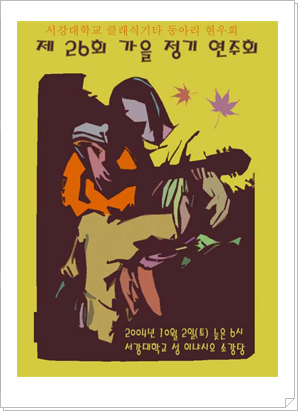 서강대학교 클래식기타 동아리 현우회
제 26회 가을 정기 연주회
2004년 10월 2일(토) 늦은 6시
서강대학교 성 이냐시오 소강당